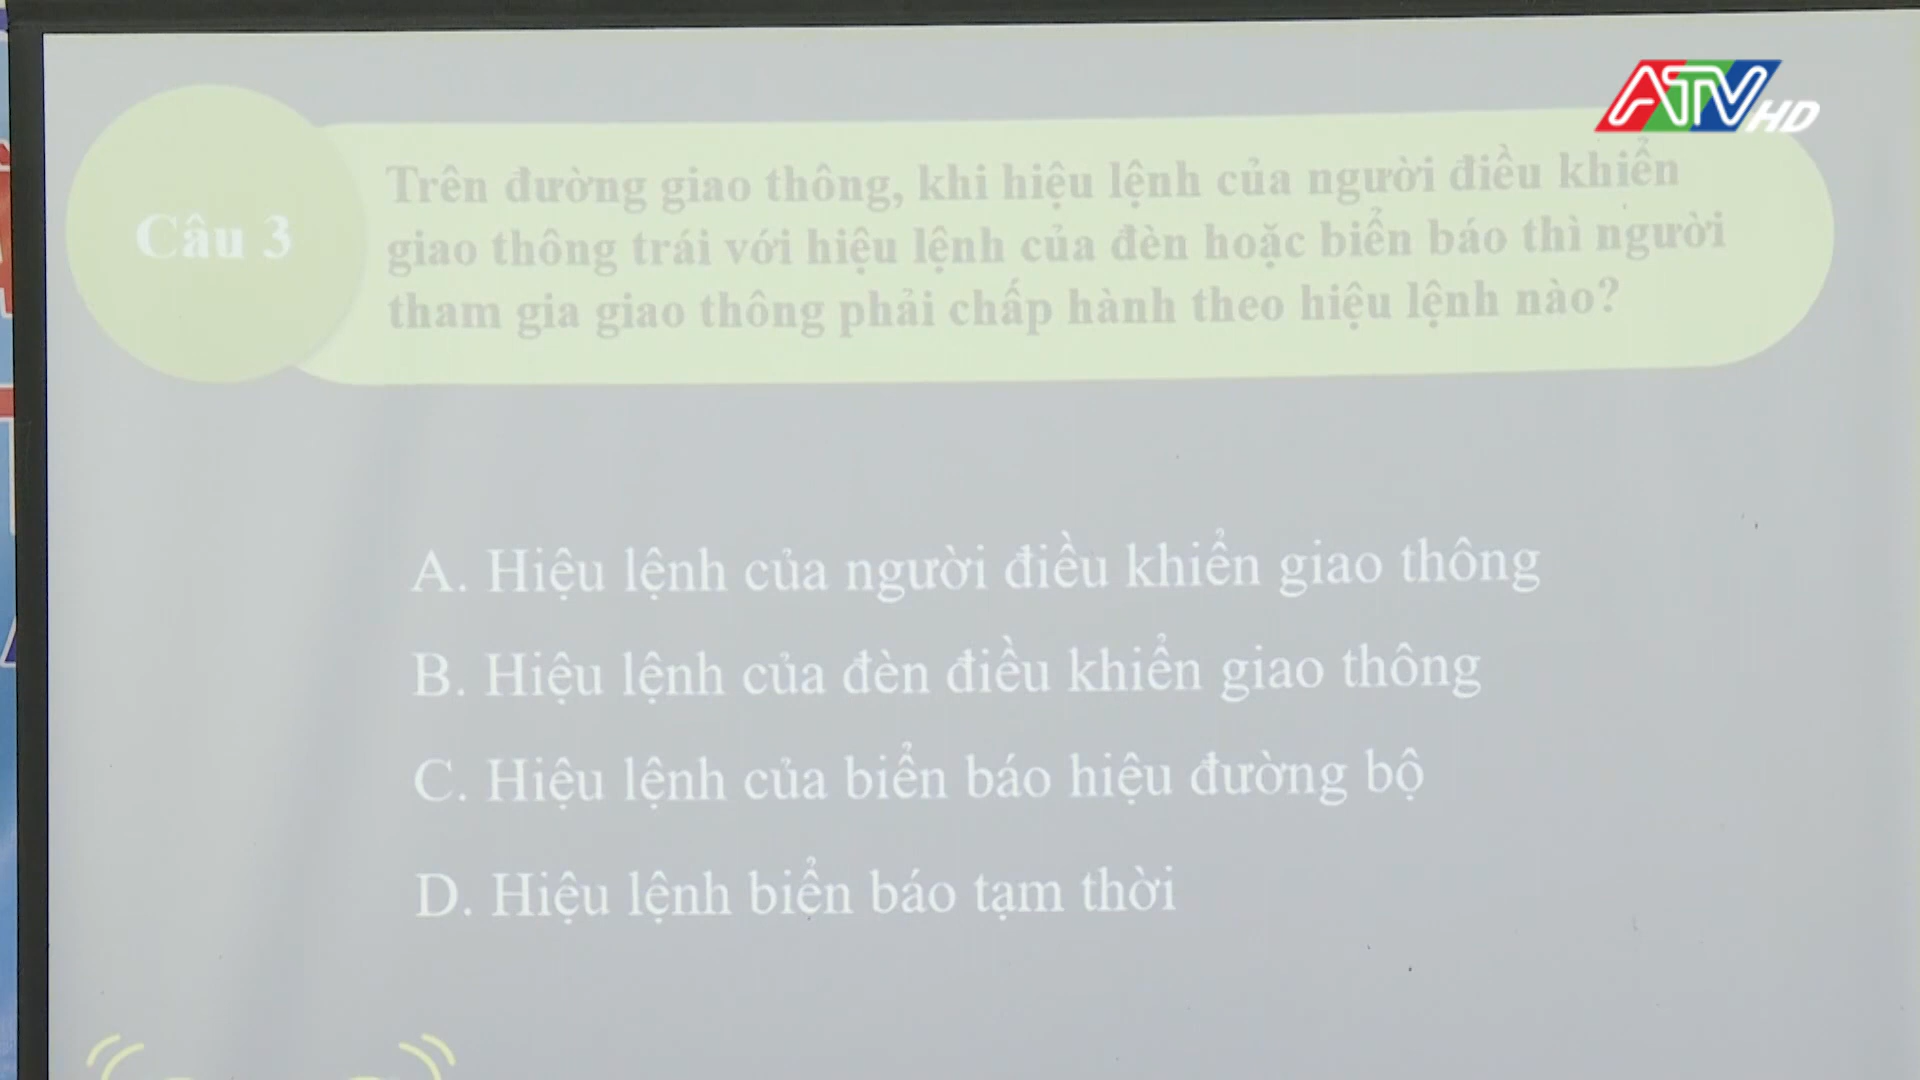 ATV HD
Câu 3
Trên đường giao thông, khi hiệu lệnh của người điều khiển
giao thông trái với hiệu lệnh của đèn hoặc biển báo thì người
tham gia giao thông phải chấp hành theo hiệu lệnh nào?
A. Hiệu lệnh của người điều khiển giao thông
B. Hiệu lệnh của đèn điều khiển giao thông
C. Hiệu lệnh của biển báo hiệu đường bộ
D. Hiệu lệnh biển báo tạm thời